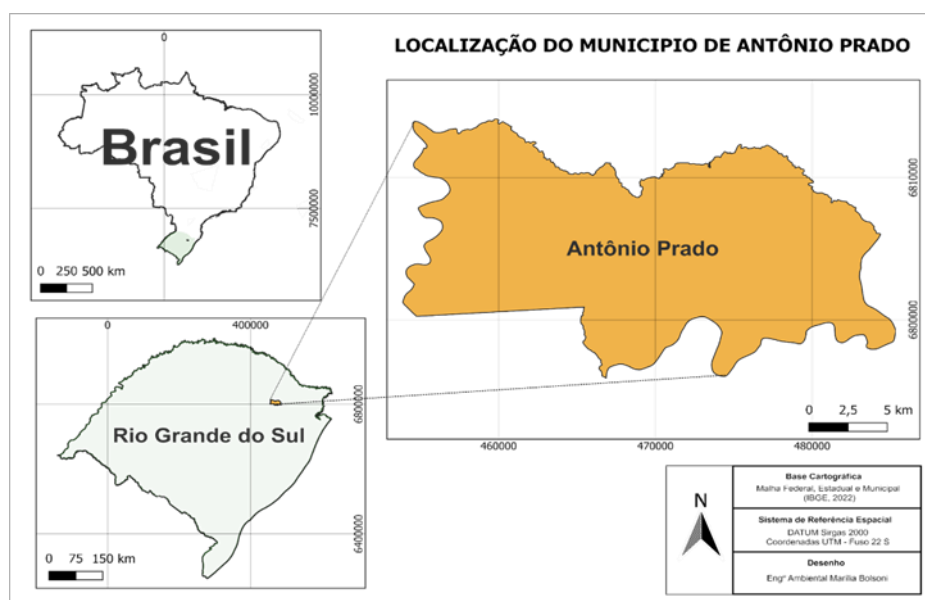 LOCALIZAÇÃO DO MUNICIPIO DE ANTÔNIO PRADO
0
10000000
7500000
Brasil
0 250 500 km
0 400000
6800000
6400000
Rio Grande do Sul
0 75 150 km
Antônio Prado
6810000
6800000
0 2,5 5 km
460000 470000 480000
N
Base Cartográfica
Malha Federal, Estadual e Municipal
(IBGE, 2022)
Sistema de Referência Espacial
DATUM Sirgas 2000
Coordenadas UTM - Fuso 22 S
Desenho
Engª Ambiental Marília Bolsoni